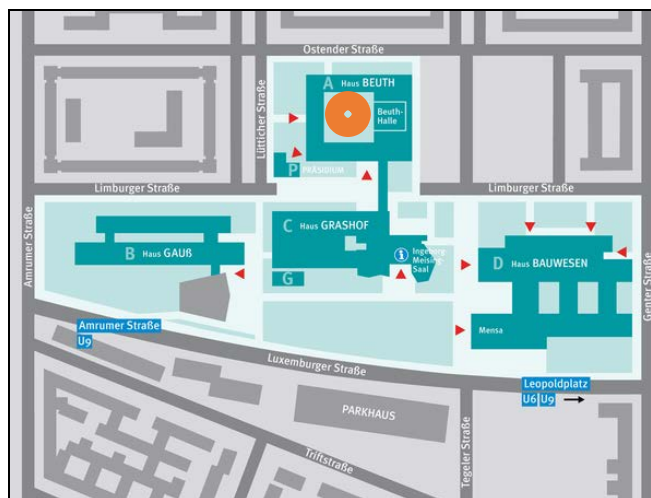 Ostender Straße
A Haus BEUTH
Beuth-
Halle
Lütticher Straße
P PRÄSIDIUM
Limburger Straße
Limburger Straße
Amrumer Straße
C Haus GRASHOF
B Haus GAUß
i Ingeborg-
Meising-
Saal
D Haus BAUWESEN
G
Genter Straße
Mensa
Amrumer Straße
U9
Luxemburger Straße
Leopoldplatz
U6 U9
PARKHAUS
Triftstraße
Tegeler Straße